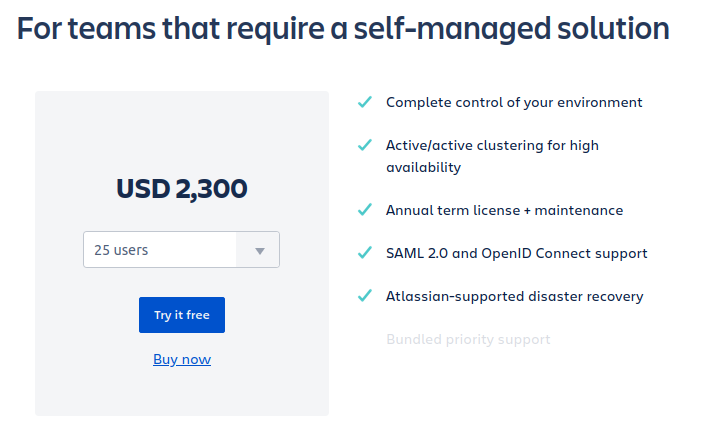 For teams that require a self-managed solution
USD 2,300
25 users
Try it free
Buy now
Complete control of your environment
Active/active clustering for high
availability
Annual term license + maintenance
SAML 2.0 and OpenID Connect support
Atlassian-supported disaster recovery
Bundled priority support